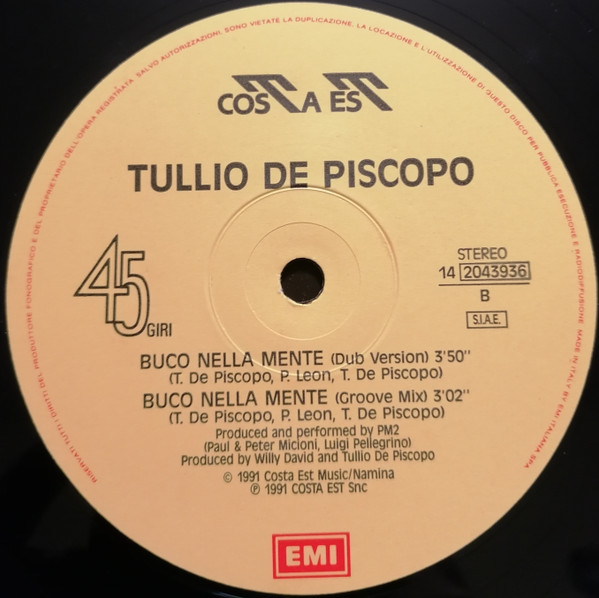 RISERVATI TUTTI I DIRITTI DEL PRODUTTORE FONOGRAFICO E DEL PROPRIETARIO DELL'OPERA REGISTRATA. SALVO AUTORIZZAZIONI, SONO VIETATE LA DUPLICAZIONE, LA LOCAZIONE E L'UTILIZZAZIONE DI QUESTO DISCO PER PUBBLICA ESECUZIONE E RADIODIFFUSIONE. MADE IN ITALY BY EMI ITALIANA SPA
COSTA EST
TULLIO DE PISCOPO
45 GIRI
STEREO
14 2043936
B
S.I.A.E.
BUCO NELLA MENTE (Dub Version) 3'50''
(T. De Piscopo, P. Leon, T. De Piscopo)
BUCO NELLA MENTE (Groove Mix) 3'02''
(T. De Piscopo, P. Leon, T. De Piscopo)
Produced and performed by PM2
(Paul & Peter Micioni, Luigi Pellegrino)
Produced by Willy David and Tullio De Piscopo
© 1991 Costa Est Music/Namina
℗ 1991 COSTA EST Snc
EMI